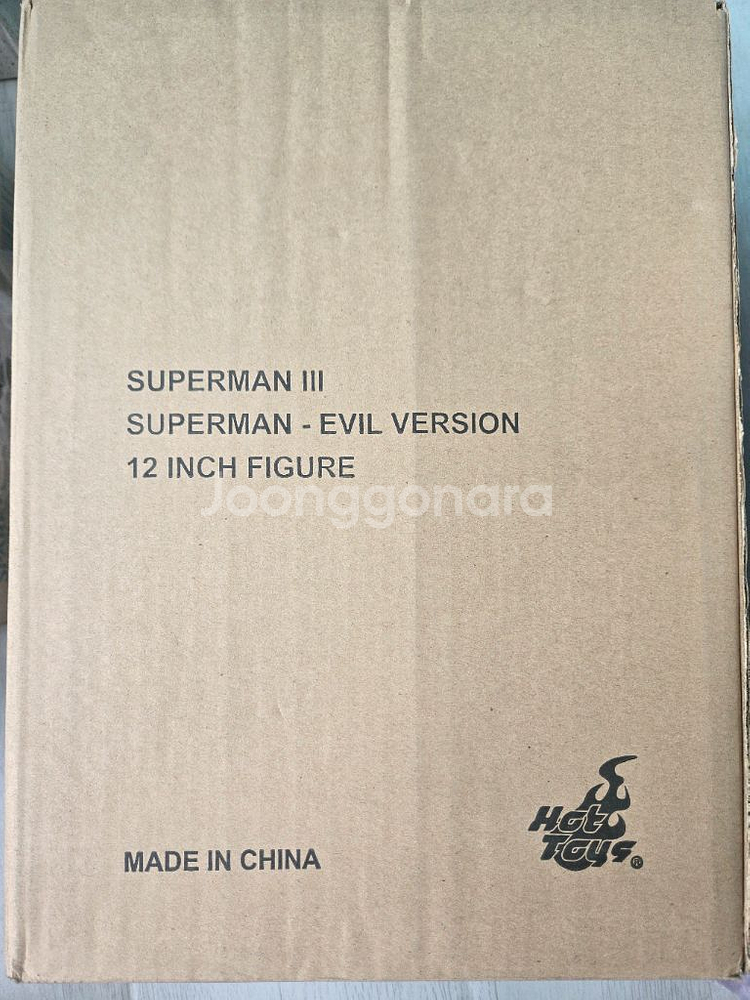 SUPERMAN III
SUPERMAN - EVIL VERSION
12 INCH FIGURE
Joonggonara
MADE IN CHINA
Hot
Toys®